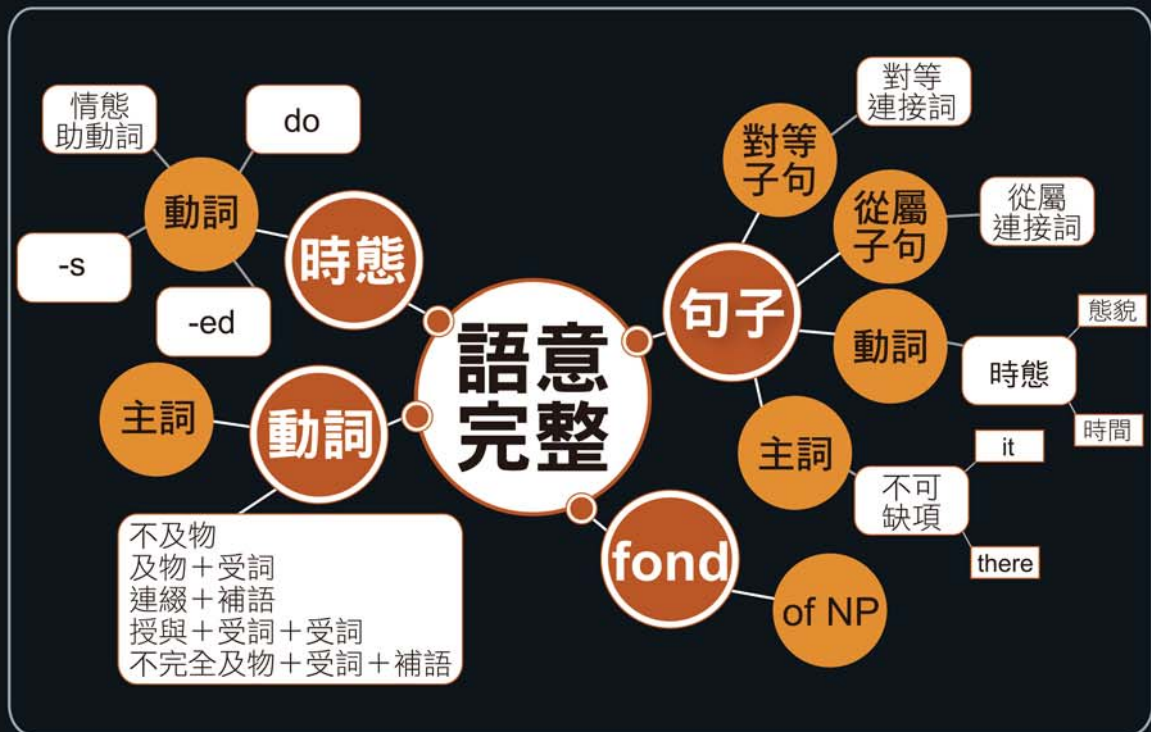 語意
完整
時態
動詞
情態
助動詞
do
-s
-ed
動詞
主詞
不及物
及物＋受詞
連綴＋補語
授與＋受詞＋受詞
不完全及物＋受詞＋補語
句子
對等
子句
對等
連接詞
從屬
子句
從屬
連接詞
動詞
時態
態貌
時間
主詞
不可
缺項
it
there
fond
of NP